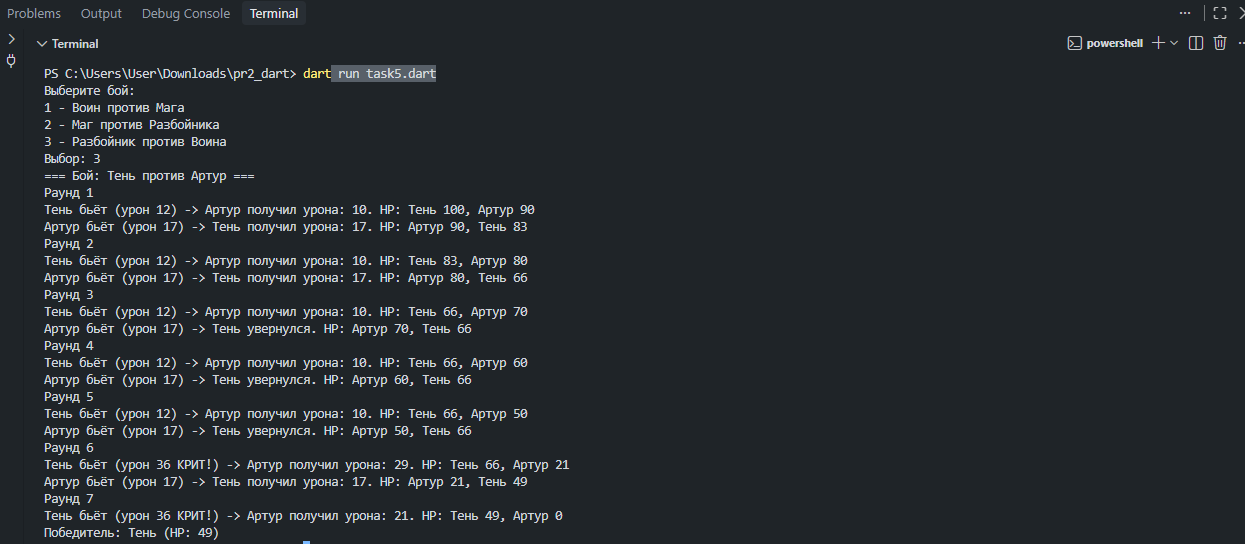 Problems Output Debug Console Terminal
Terminal
powershell
PS C:\Users\User\Downloads\pr2_dart> dart run task5.dart
Выберите бой:
1 - Воин против Мага
2 - Маг против Разбойника
3 - Разбойник против Воина
Выбор: 3
=== Бой: Тень против Артур ===
Раунд 1
Тень бьёт (урон 12) -> Артур получил урона: 10. HP: Тень 100, Артур 90
Артур бьёт (урон 17) -> Тень получил урона: 17. HP: Артур 90, Тень 83
Раунд 2
Тень бьёт (урон 12) -> Артур получил урона: 10. HP: Тень 83, Артур 80
Артур бьёт (урон 17) -> Тень получил урона: 17. HP: Артур 80, Тень 66
Раунд 3
Тень бьёт (урон 12) -> Артур получил урона: 10. HP: Тень 66, Артур 70
Артур бьёт (урон 17) -> Тень увернулся. HP: Артур 70, Тень 66
Раунд 4
Тень бьёт (урон 12) -> Артур получил урона: 10. HP: Тень 66, Артур 60
Артур бьёт (урон 17) -> Тень увернулся. HP: Артур 60, Тень 66
Раунд 5
Тень бьёт (урон 12) -> Артур получил урона: 10. HP: Тень 66, Артур 50
Артур бьёт (урон 17) -> Тень увернулся. HP: Артур 50, Тень 66
Раунд 6
Тень бьёт (урон 36 КРИТ!) -> Артур получил урона: 29. HP: Тень 66, Артур 21
Артур бьёт (урон 17) -> Тень получил урона: 17. HP: Артур 21, Тень 49
Раунд 7
Тень бьёт (урон 36 КРИТ!) -> Артур получил урона: 21. HP: Тень 49, Артур 0
Победитель: Тень (HP: 49)